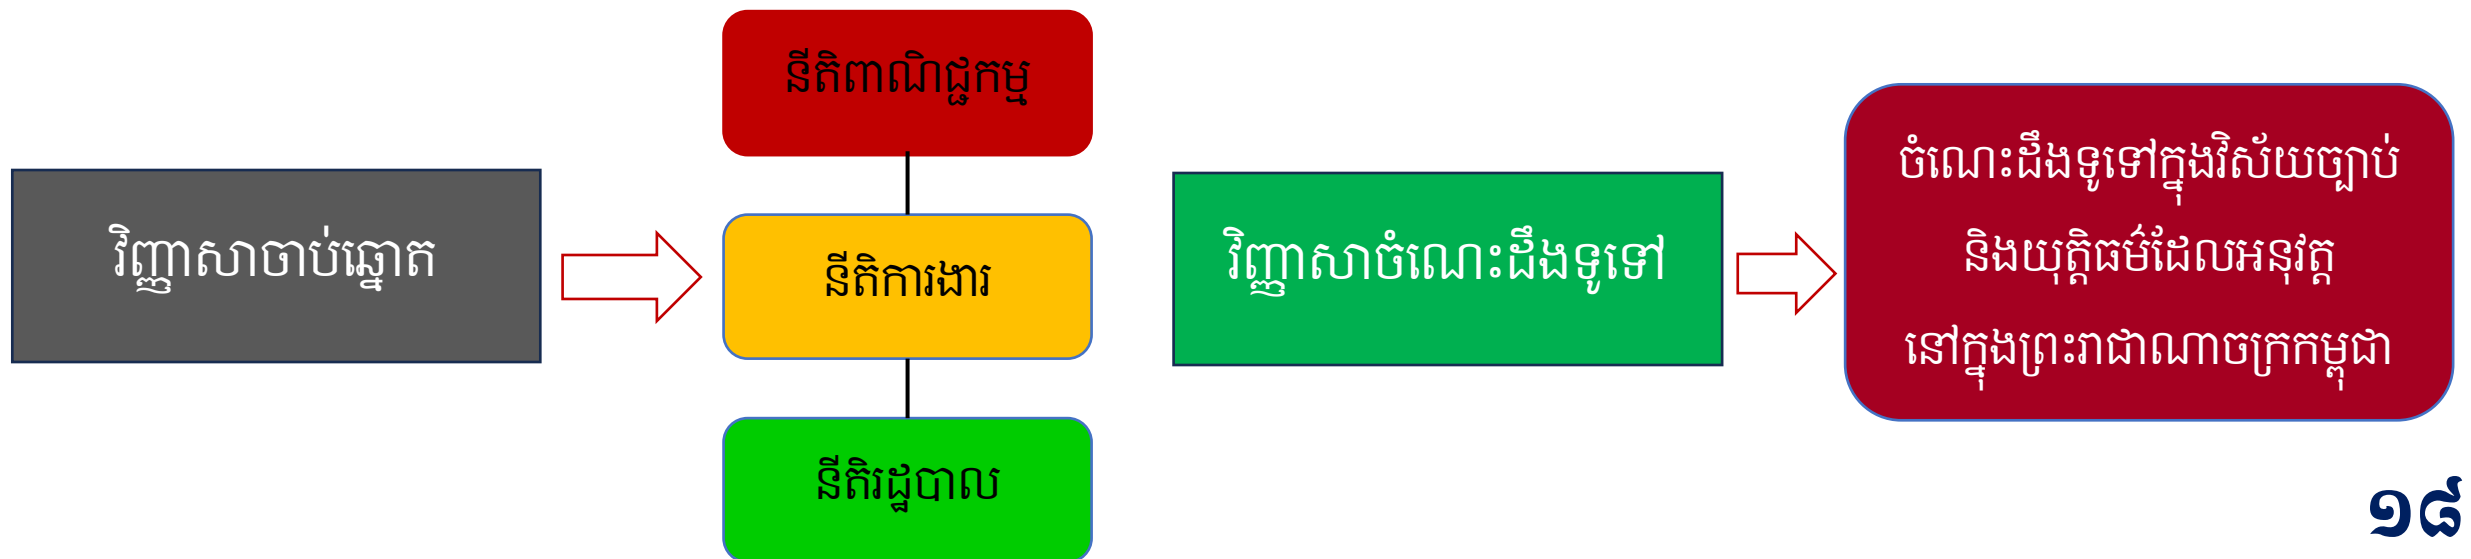 វិញ្ញាសាចាប់ឆ្នោត
នីតិពាណិជ្ជកម្ម
នីតិការងារ
នីតិរដ្ឋបាល
វិញ្ញាសាចំណេះដឹងទូទៅ
ចំណេះដឹងទូទៅក្នុងវិស័យច្បាប់
និងយុត្តិធម៌ដែលអនុវត្ត
នៅក្នុងព្រះរាជាណាចក្រកម្ពុជា
១៨